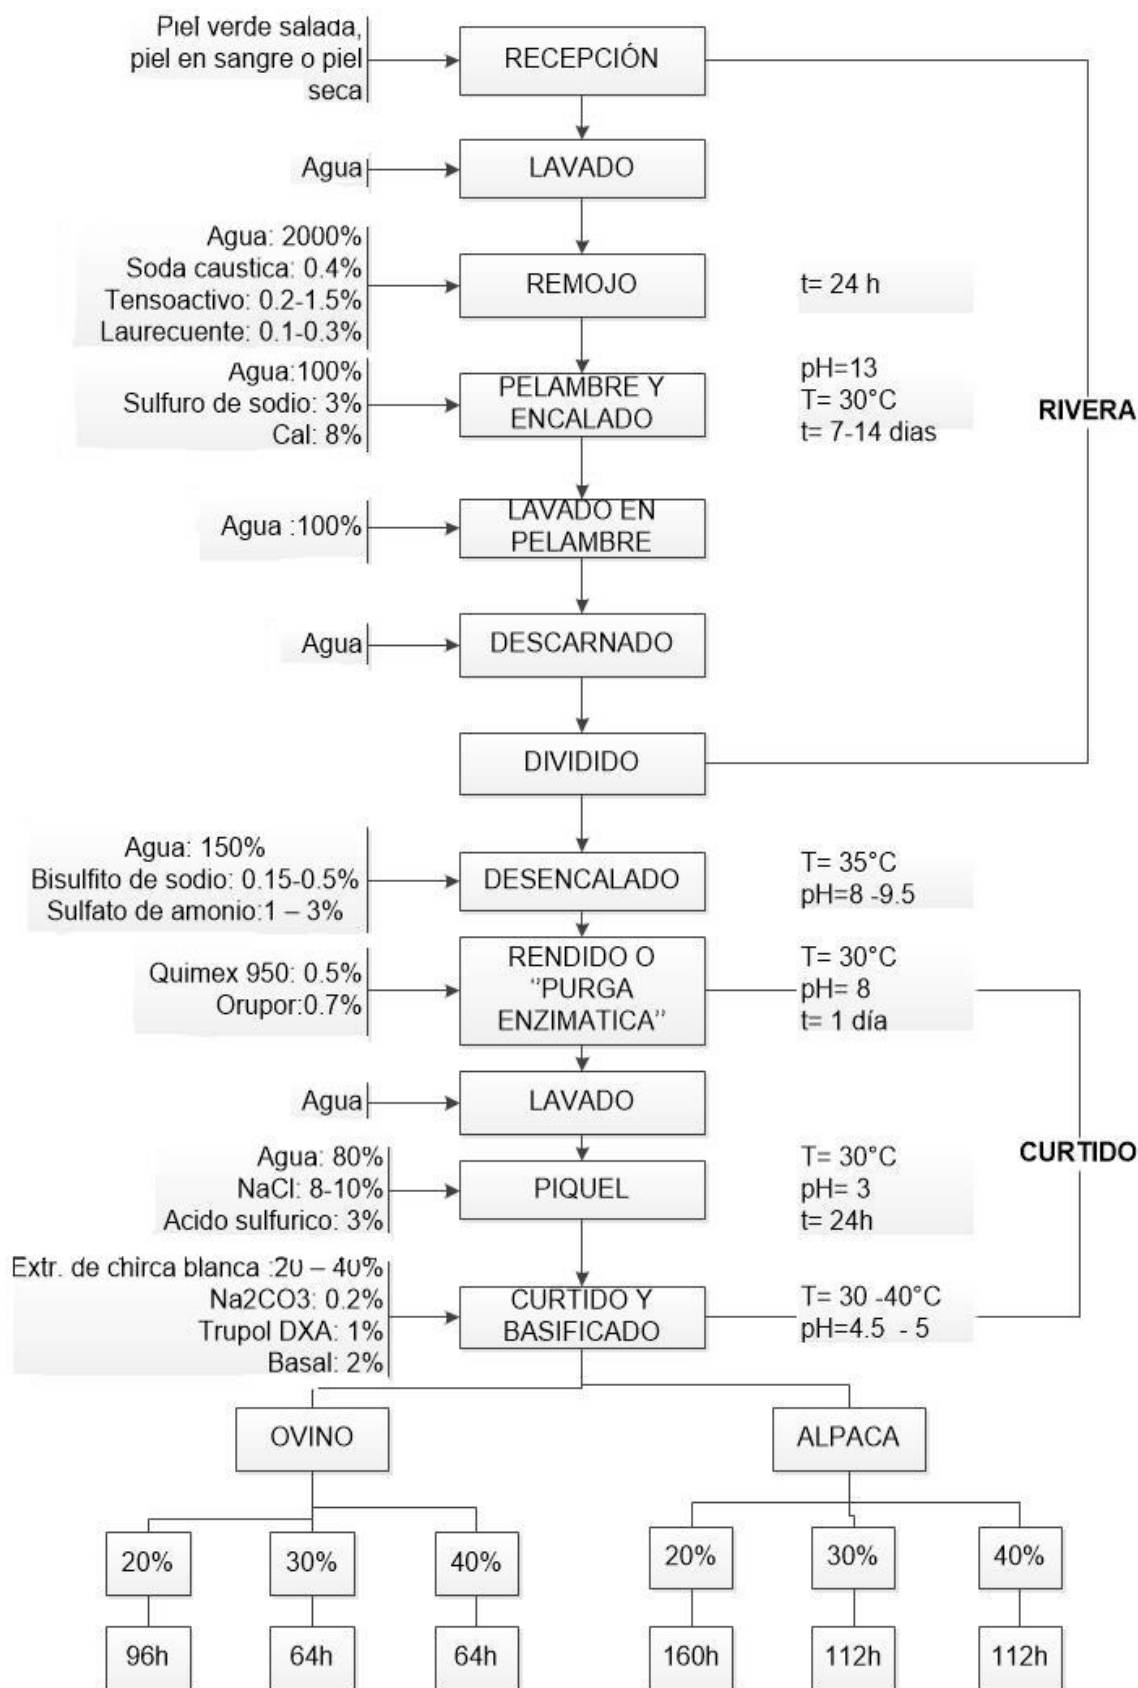 Piel verde salada,
piel en sangre o piel
seca
RECEPCIÓN
Agua
LAVADO
Agua: 2000%
Soda caustica: 0.4%
Tensoactivo: 0.2-1.5%
Laurecuente: 0.1-0.3%
REMOJO
t= 24 h
Agua:100%
Sulfuro de sodio: 3%
Cal: 8%
PELAMBRE Y
ENCALADO
pH=13
T= 30°C
t= 7-14 dias
RIVERA
Agua :100%
LAVADO EN
PELAMBRE
Agua
DESCARNADO
DIVIDIDO
Agua: 150%
Bisulfito de sodio: 0.15-0.5%
Sulfato de amonio:1 – 3%
DESENCALADO
T= 35°C
pH=8 -9.5
Quimex 950: 0.5%
Orupor:0.7%
RENDIDO O
“PURGA
ENZIMATICA”
T= 30°C
pH= 8
t= 1 día
Agua
LAVADO
CURTIDO
Agua: 80%
NaCl: 8-10%
Acido sulfurico: 3%
PIQUEL
T= 30°C
pH= 3
t= 24h
Extr. de chirca blanca :20 – 40%
Na2CO3: 0.2%
Trupol DXA: 1%
Basal: 2%
CURTIDO Y
BASIFICADO
T= 30 -40°C
pH=4.5 - 5
OVINO
ALPACA
20%
30%
40%
20%
30%
40%
96h
64h
64h
160h
112h
112h